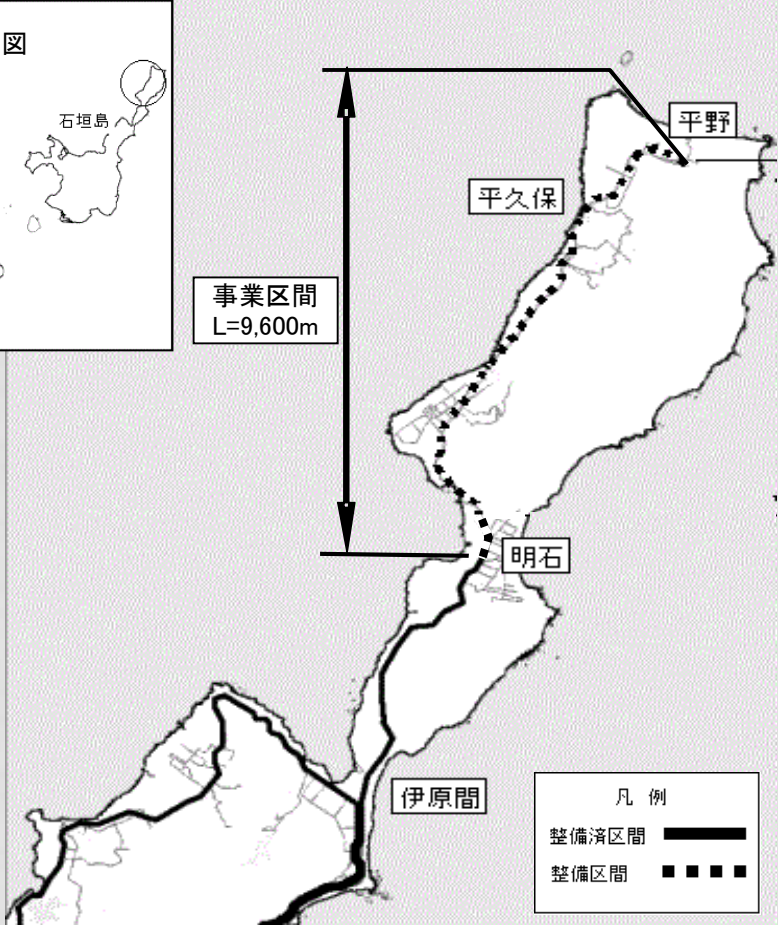 図
石垣島
平野
平久保
事業区間
L=9,600m
明石
伊原間
凡 例
整備済区間
整備区間